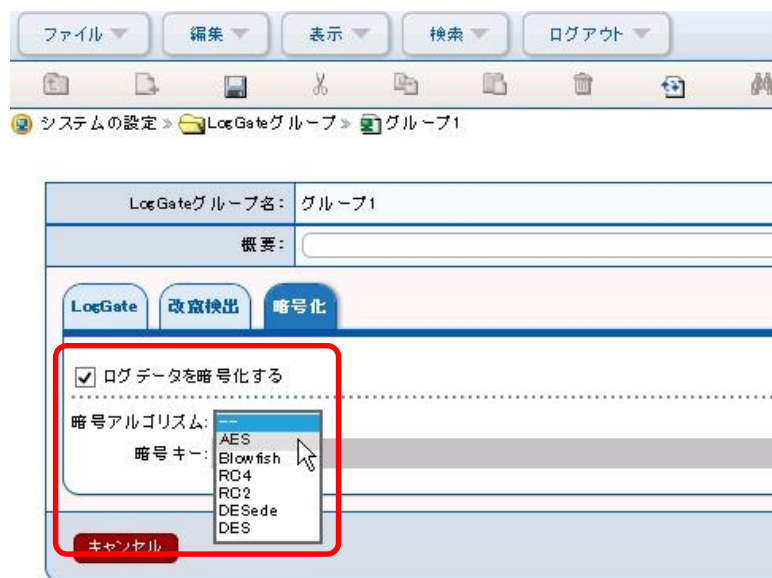 ファイル 編集 表示 検索 ログアウト
システムの設定 » LogGateグループ » グループ1
LogGateグループ名: グループ1
概要:
LogGate 改竄検出 暗号化
ログデータを暗号化する
暗号アルゴリズム: --
AES
暗号キー:
Blowfish
RC4
RC2
DESede
DES
キャンセル